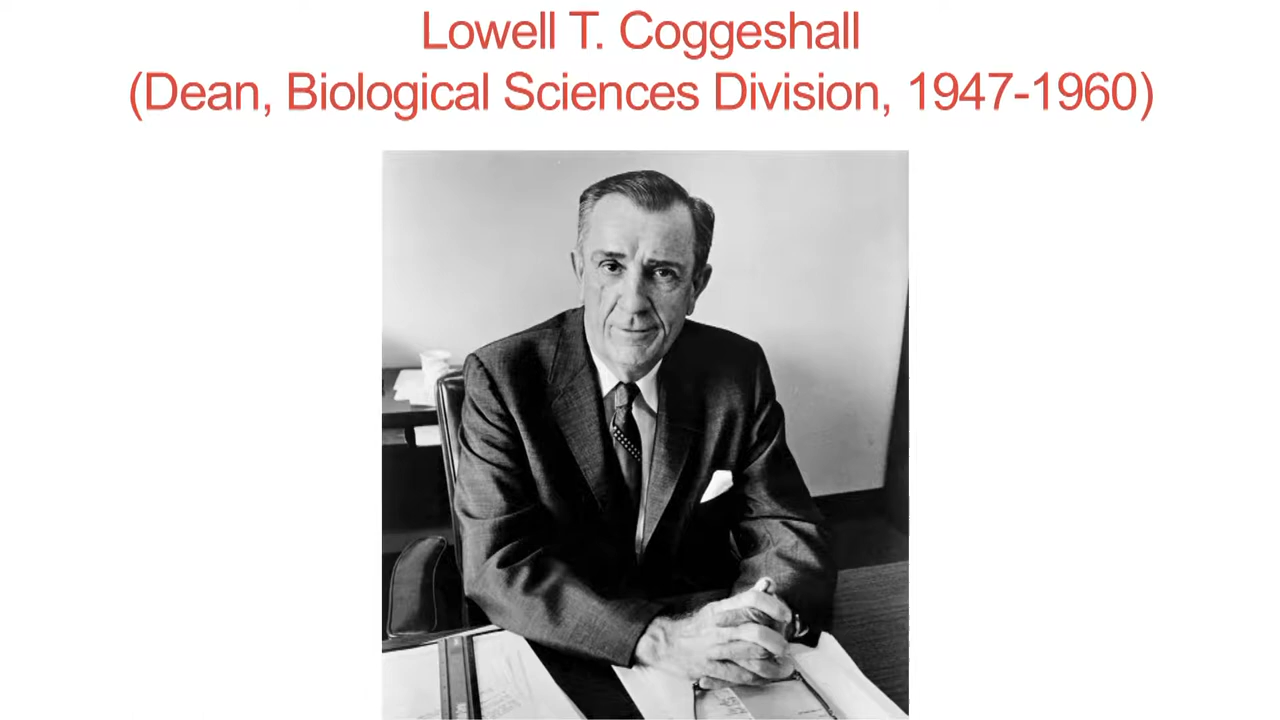 Lowell T. Coggeshall
(Dean, Biological Sciences Division, 1947-1960)